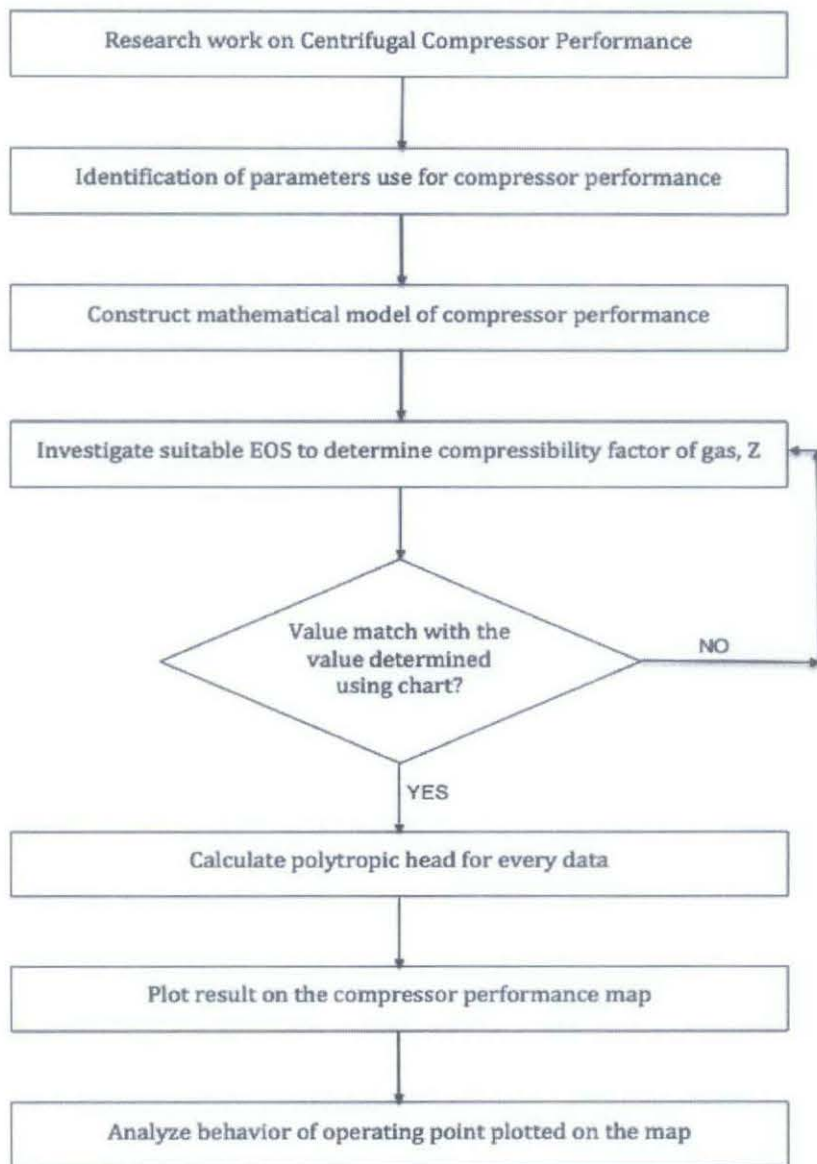 Research work on Centrifugal Compressor Performance
Identification of parameters use for compressor performance
Construct mathematical model of compressor performance
Investigate suitable EOS to determine compressibility factor of gas, Z
Value match with the
value determined
using chart?
NO
YES
Calculate polytropic head for every data
Plot result on the compressor performance map
Analyze behavior of operating point plotted on the map